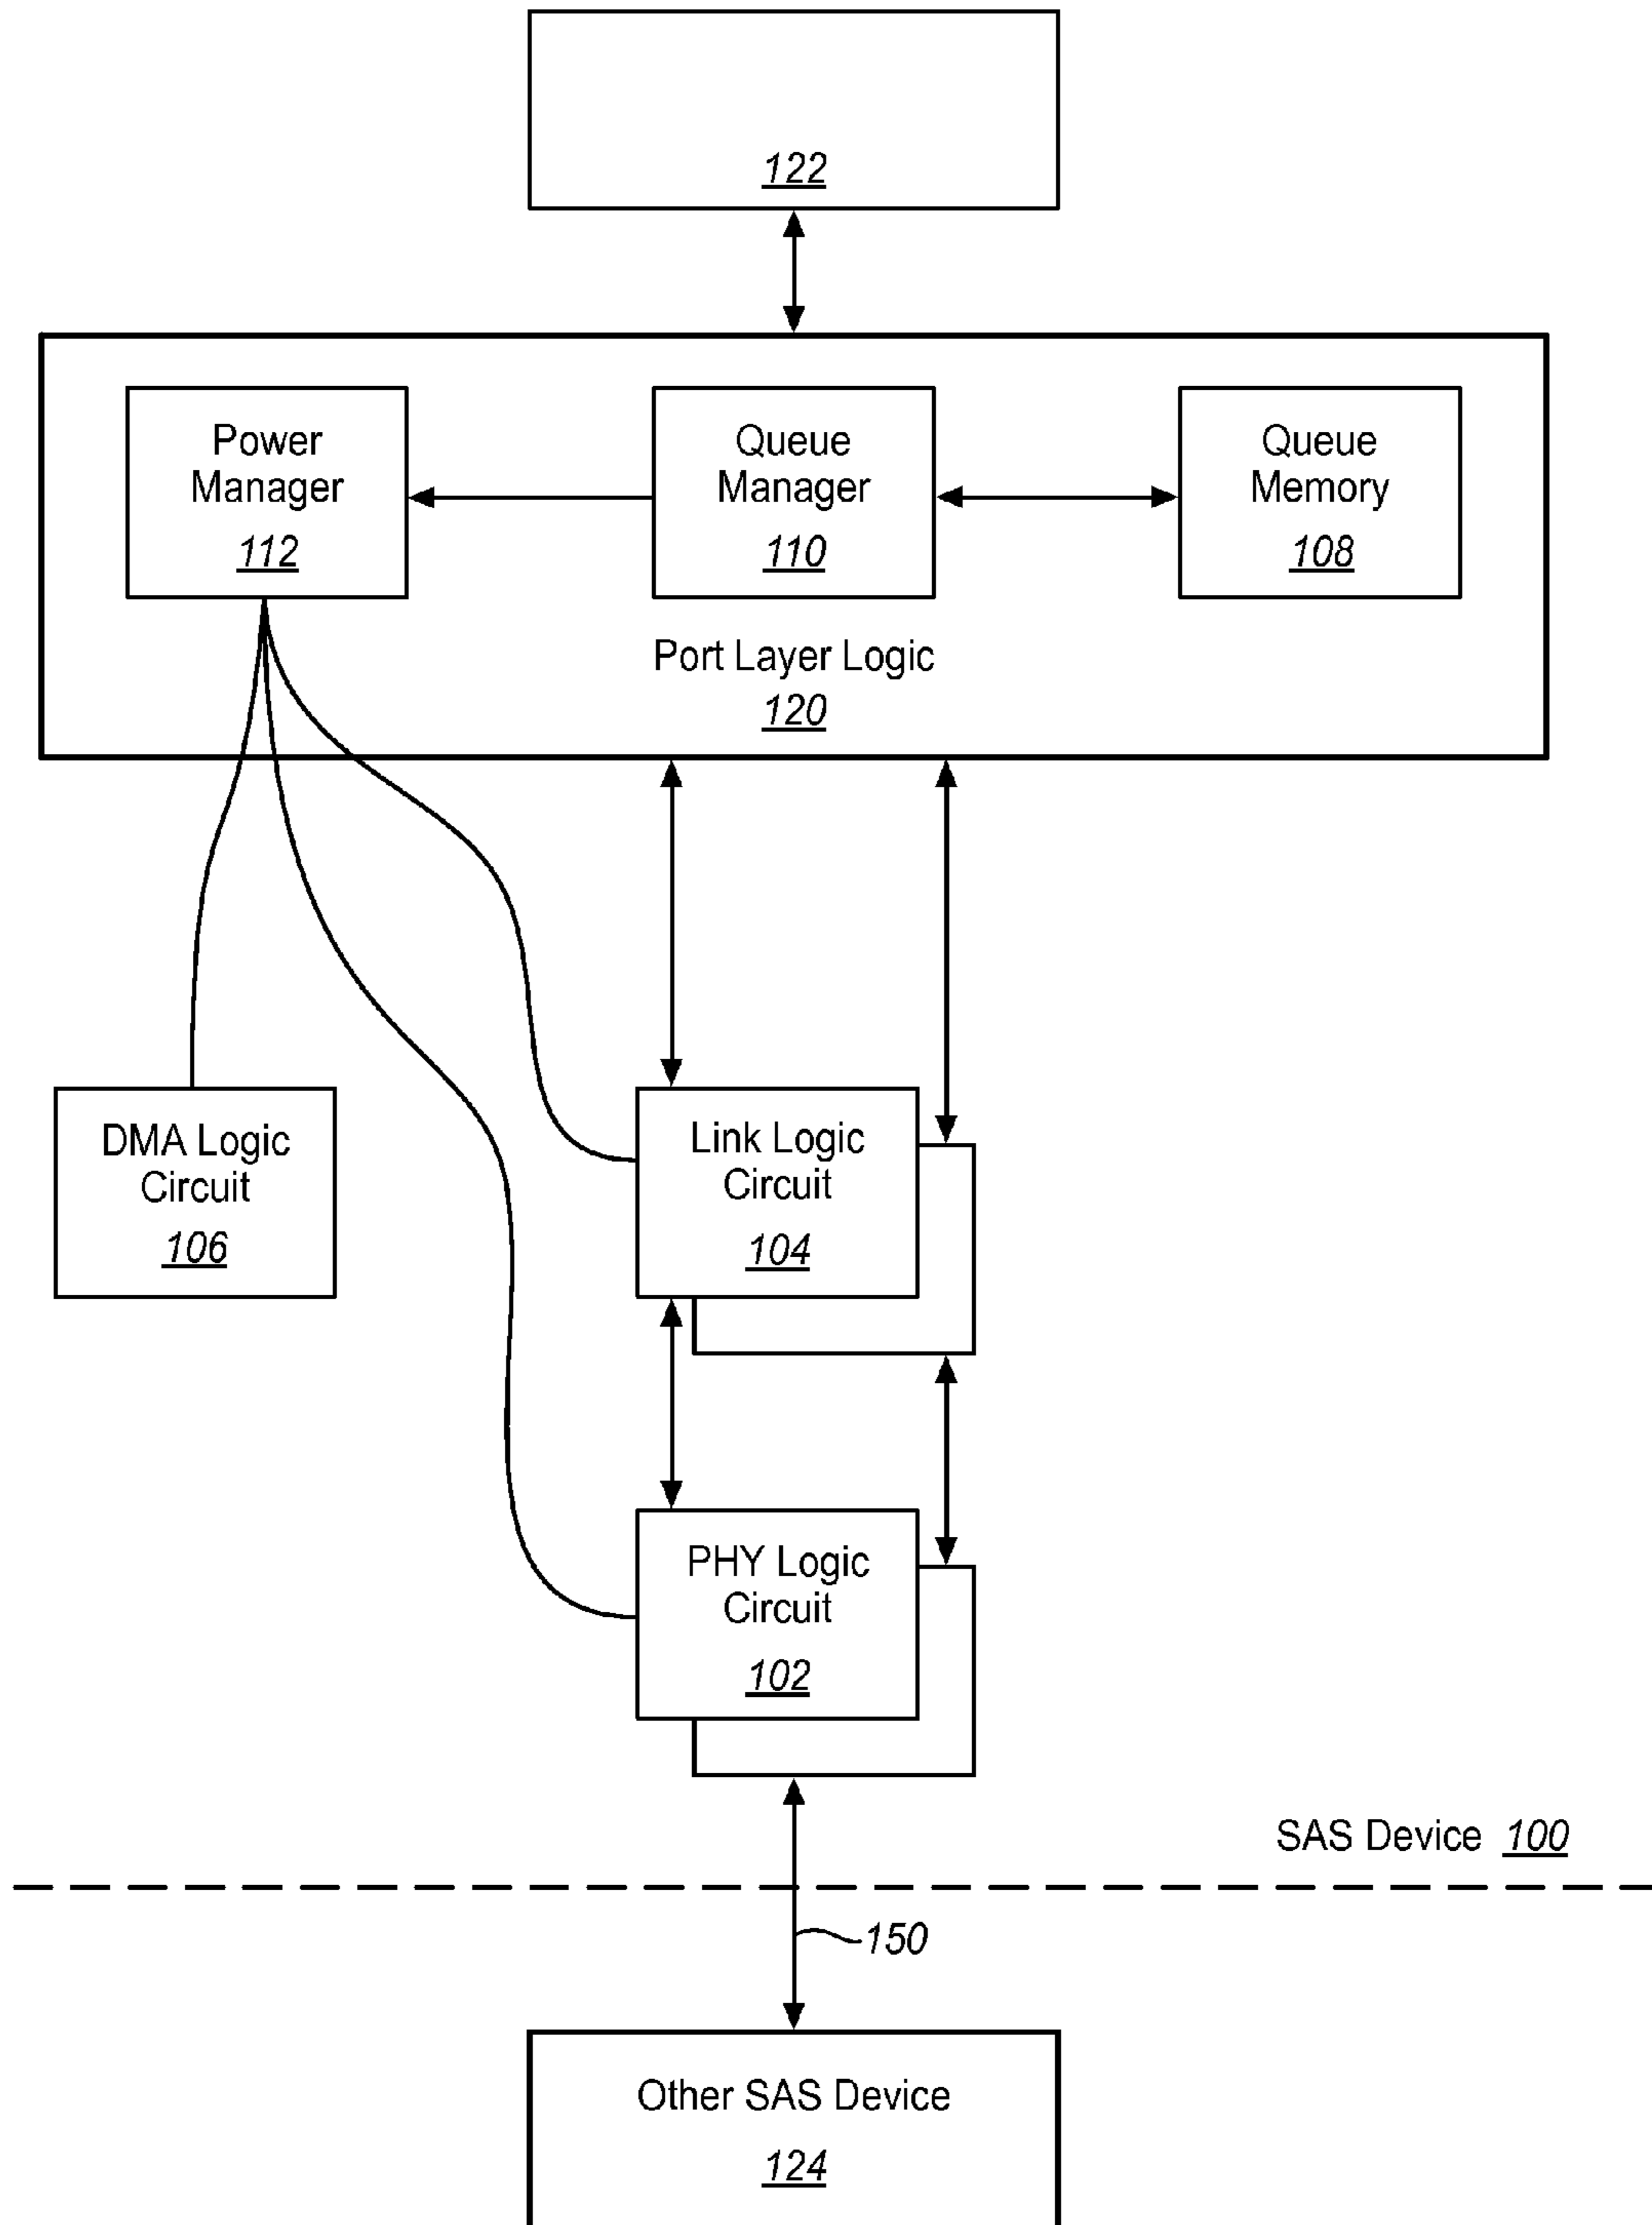 122
Power
Manager
112
Queue
Manager
110
Queue
Memory
108
Port Layer Logic
120
DMA Logic
Circuit
106
Link Logic
Circuit
104
PHY Logic
Circuit
102
SAS Device 100
150
Other SAS Device
124